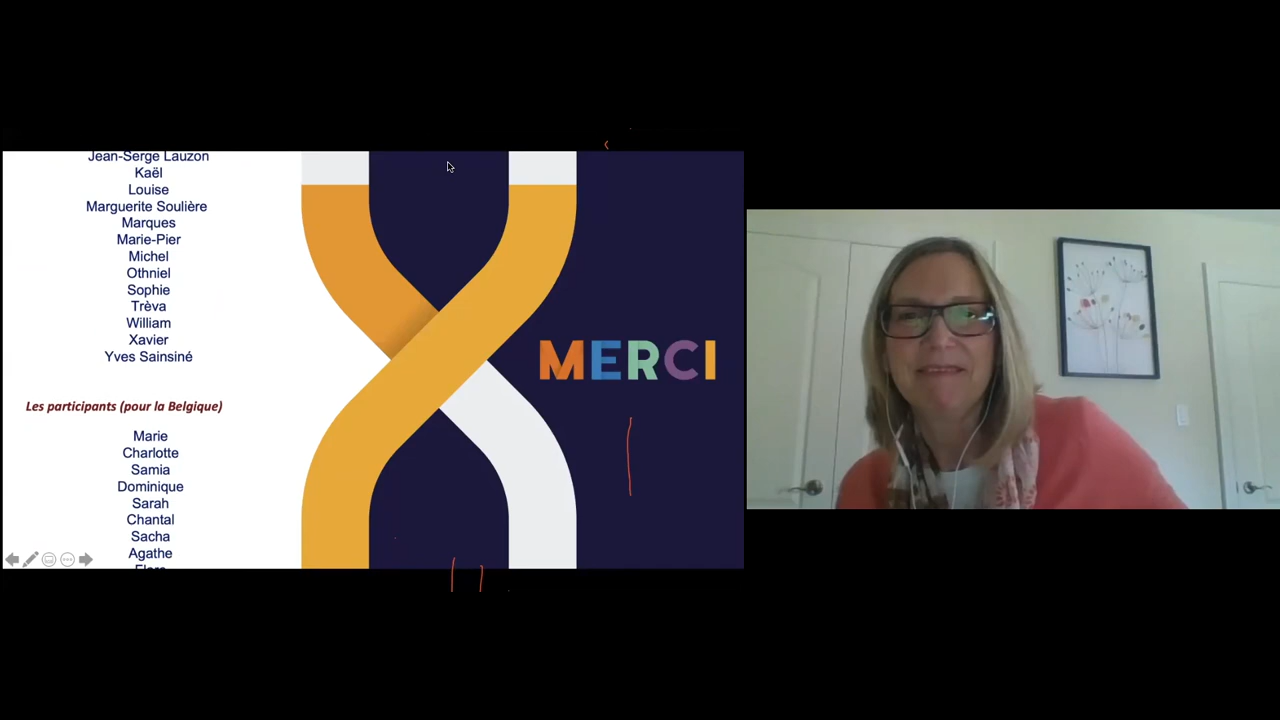 Jean-Serge Lauzon
Kaël
Louise
Marguerite Soulière
Marques
Marie-Pier
Michel
Othniel
Sophie
Trèva
William
Xavier
Yves Sainsiné
Les participants (pour la Belgique)
Marie
Charlotte
Samia
Dominique
Sarah
Chantal
Sacha
Agathe
MERCI